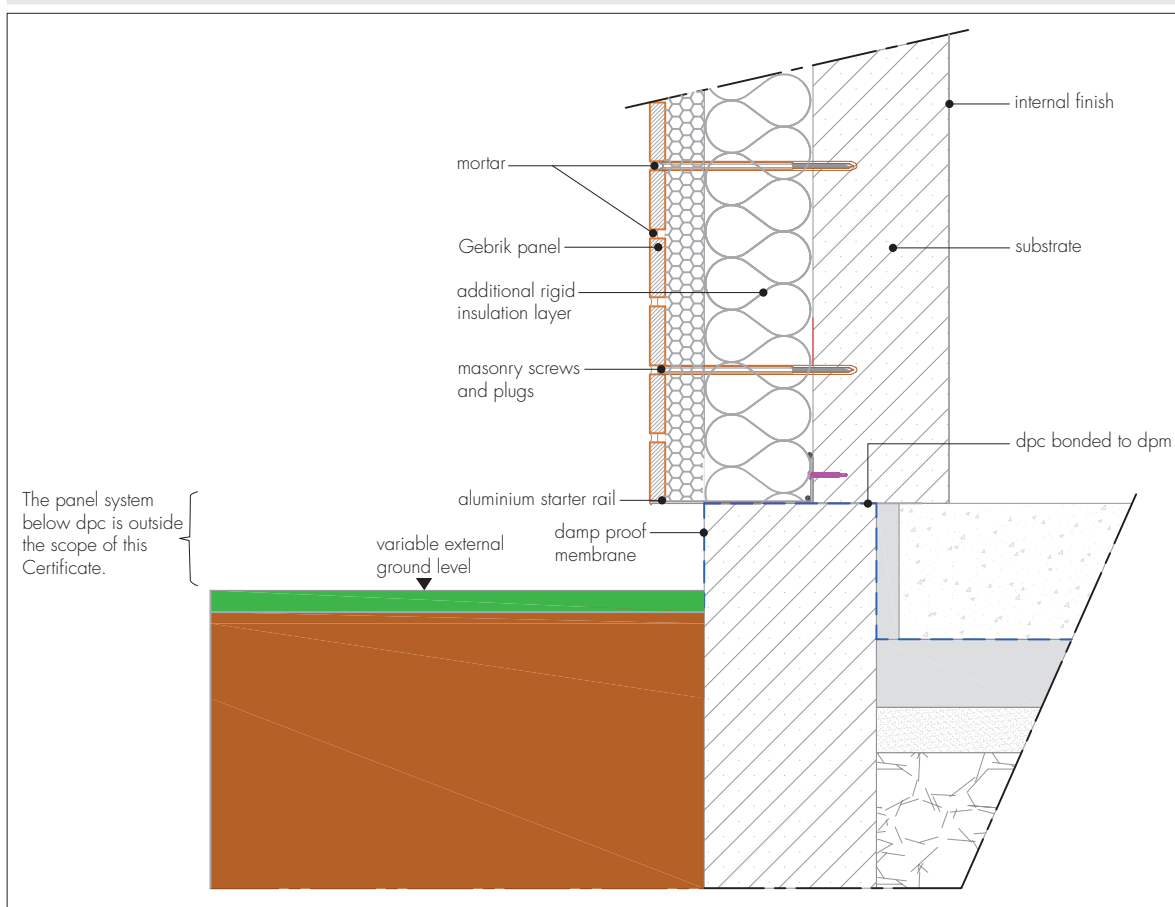 internal finish
mortar
substrate
Gebrik panel
additional rigid
insulation layer
masonry screws
and plugs
dpc bonded to dpm
aluminium starter rail
The panel system
below dpc is outside
the scope of this
Certificate.
damp proof
membrane
variable external
ground level